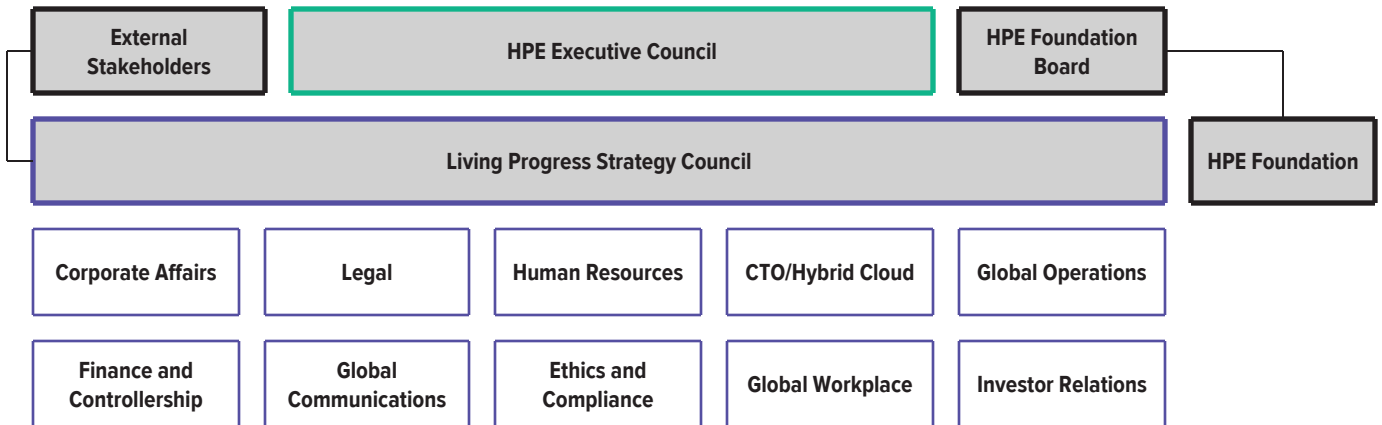 External
Stakeholders
HPE Executive Council
HPE Foundation
Board
Living Progress Strategy Council
HPE Foundation
Corporate Affairs
Legal
Human Resources
CTO/Hybrid Cloud
Global Operations
Finance and
Controllership
Global
Communications
Ethics and
Compliance
Global Workplace
Investor Relations